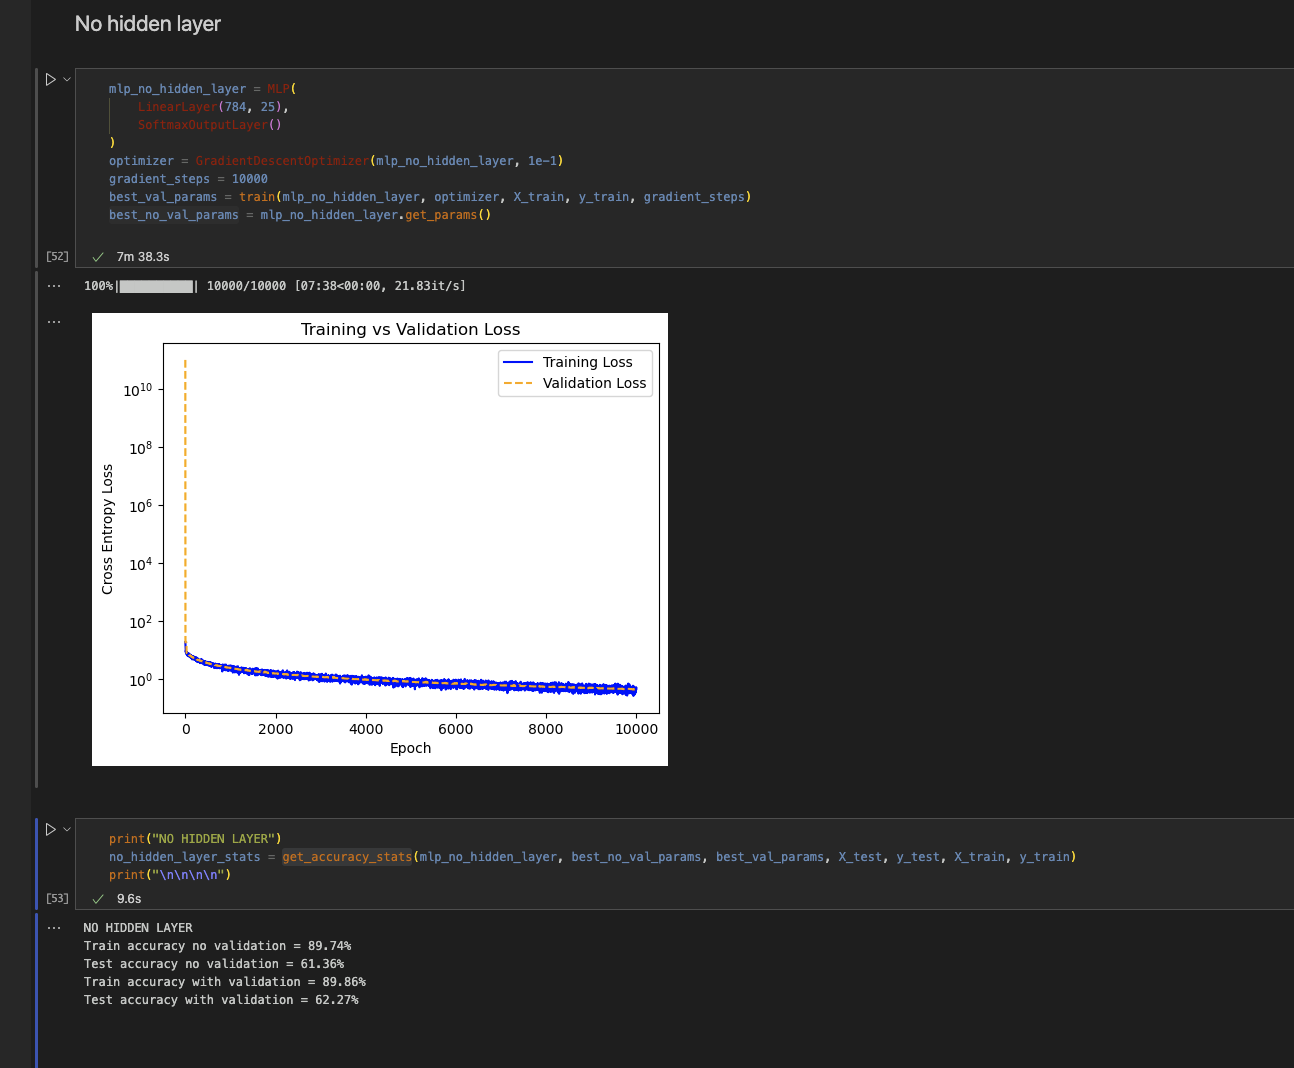 No hidden layer
mlp_no_hidden_layer = MLP(
LinearLayer(784, 25),
SoftmaxOutputLayer()
)
optimizer = GradientDescentOptimizer(mlp_no_hidden_layer, 1e-1)
gradient_steps = 10000
best_val_params = train(mlp_no_hidden_layer, optimizer, X_train, y_train, gradient_steps)
best_no_val_params = mlp_no_hidden_layer.get_params()
[52] ✓ 7m 38.3s
... 100%|██████████| 10000/10000 [07:38<00:00, 21.83it/s]
...
Training vs Validation Loss
Training Loss
Validation Loss
10^10
10^8
10^6
10^4
10^2
10^0
Cross Entropy Loss
0 2000 4000 6000 8000 10000
Epoch
print("NO HIDDEN LAYER")
no_hidden_layer_stats = get_accuracy_stats(mlp_no_hidden_layer, best_no_val_params, best_val_params, X_test, y_test, X_train, y_train)
print("\n\n\n\n")
[53] ✓ 9.6s
... NO HIDDEN LAYER
Train accuracy no validation = 89.74%
Test accuracy no validation = 61.36%
Train accuracy with validation = 89.86%
Test accuracy with validation = 62.27%